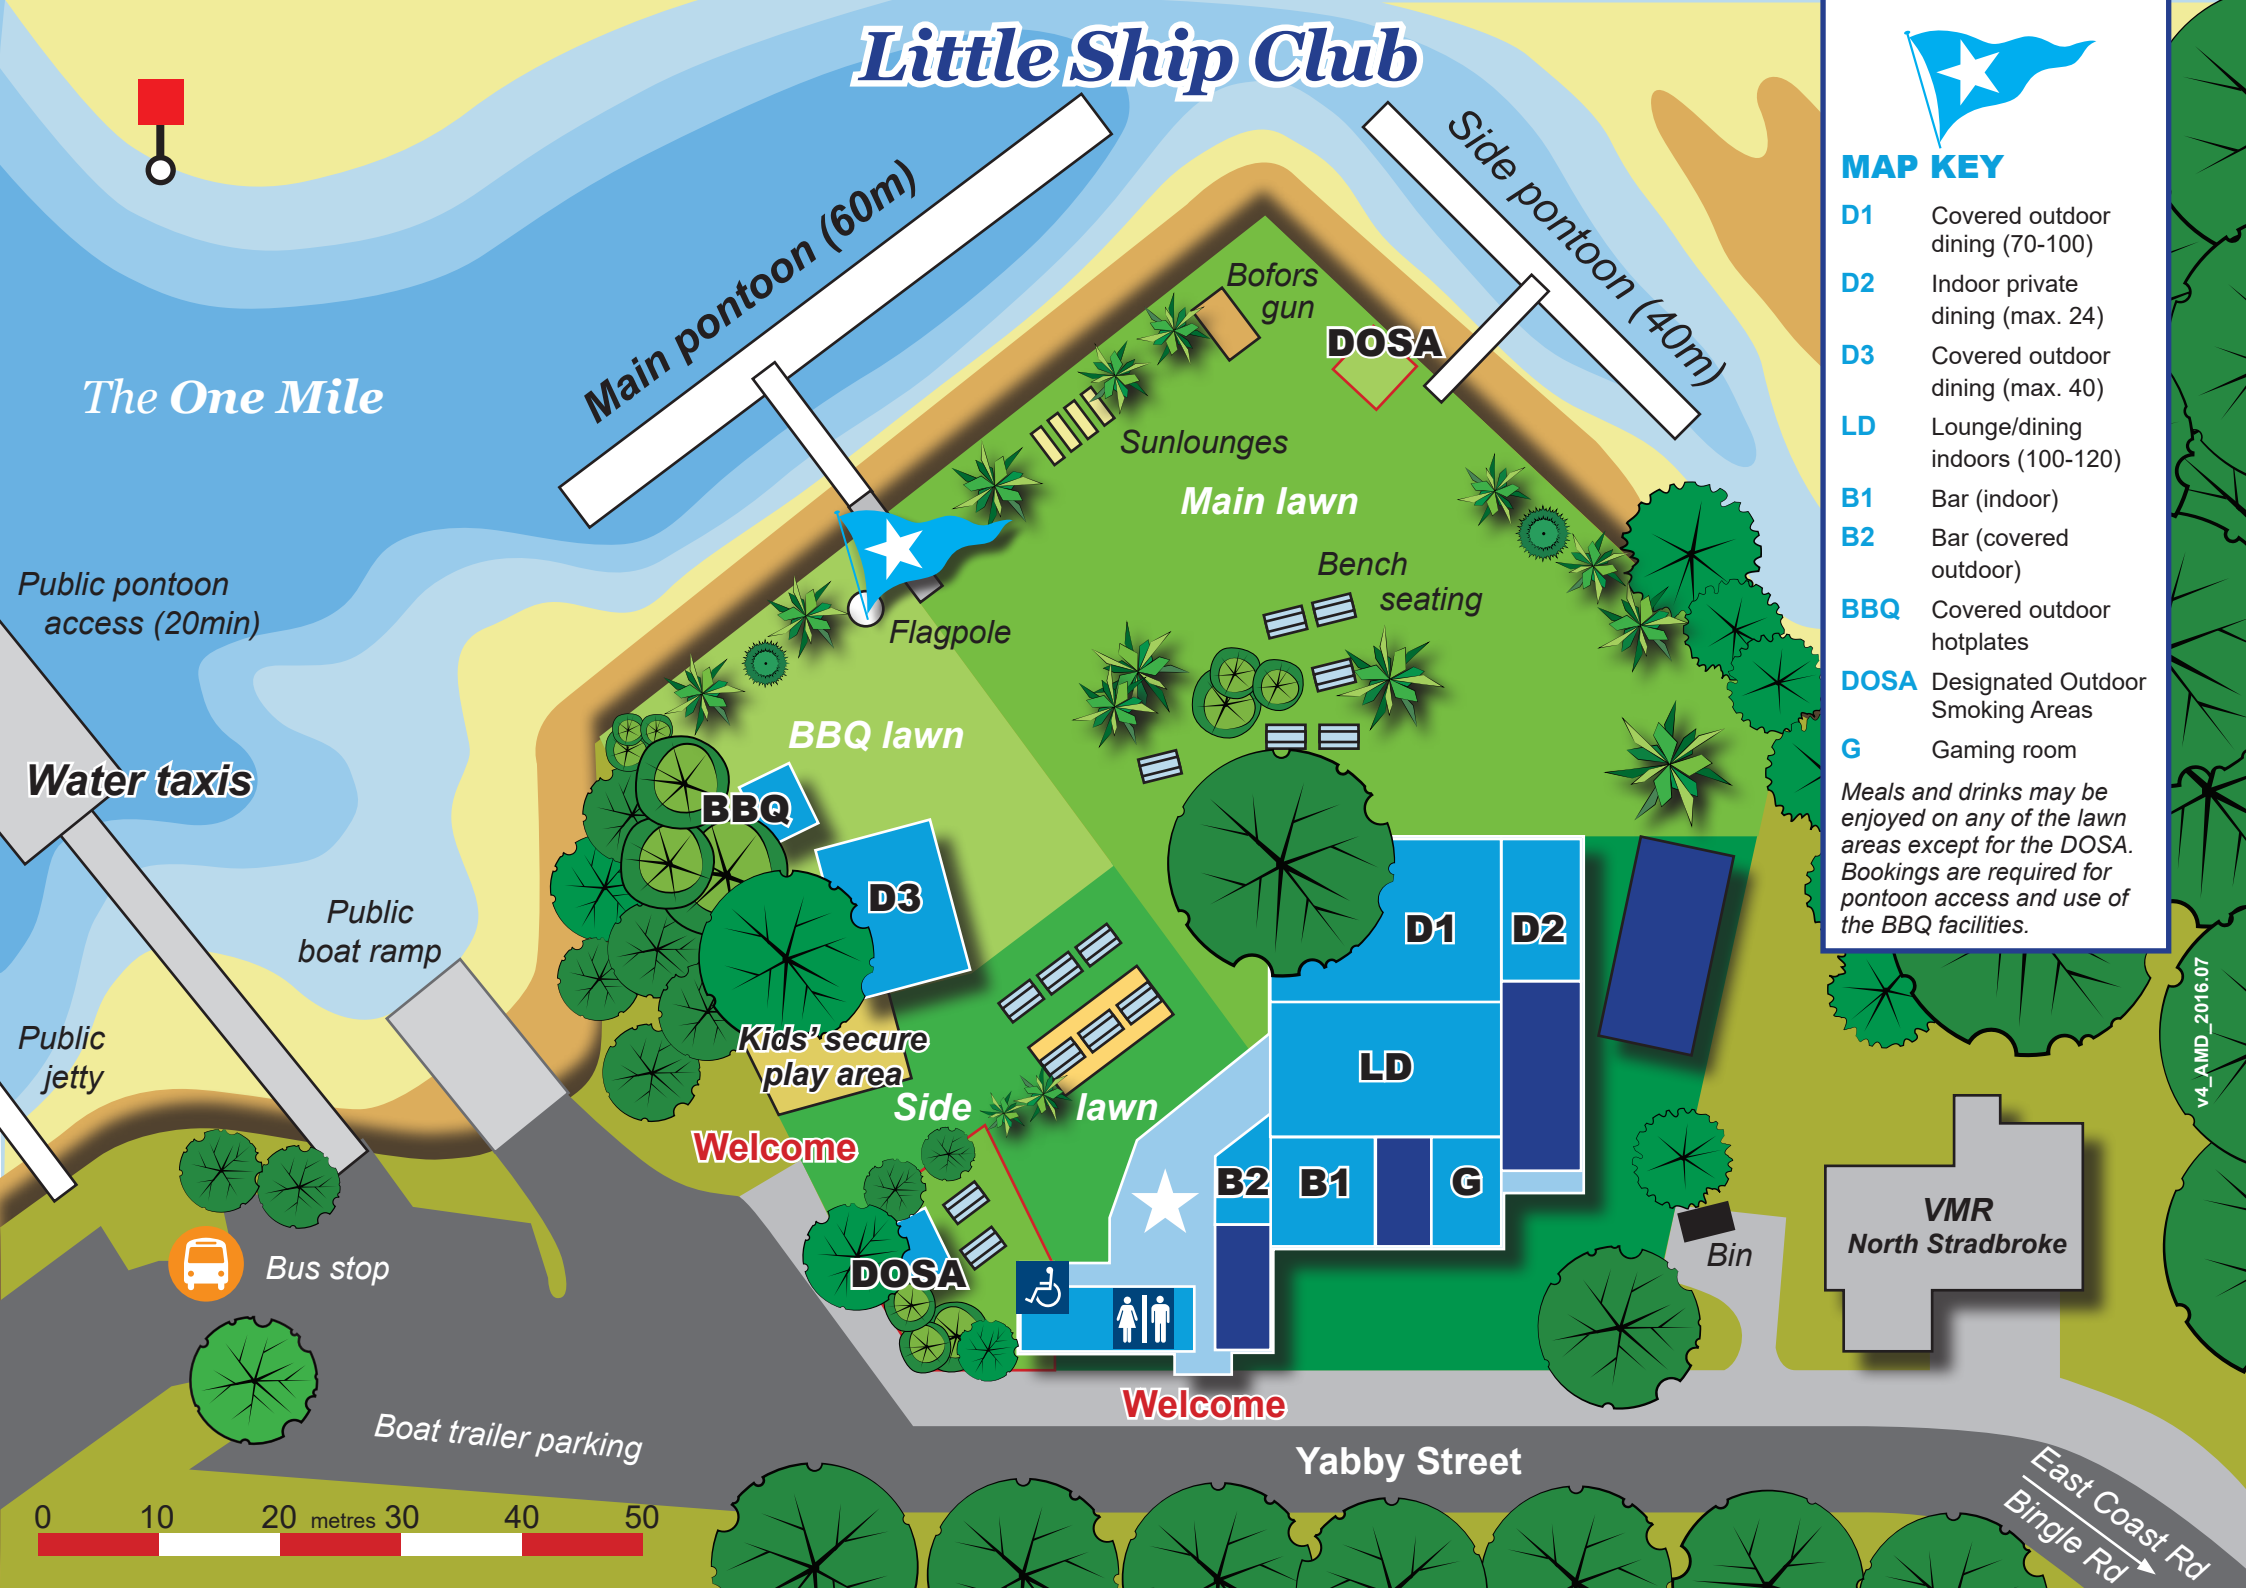 Little Ship Club
Main pontoon (60m)
Side pontoon (40m)
The One Mile
Bofors
gun
DOSA
Sunlounges
Main lawn
Bench
seating
Flagpole
Public pontoon
access (20min)
Water taxis
BBQ lawn
BBQ
D3
D1
D2
Public
boat ramp
Public
jetty
Kids' secure
play area
LD
Side lawn
Welcome
B2
B1
G
DOSA
Bus stop
VMR
North Stradbroke
Bin
Welcome
Boat trailer parking
Yabby Street
East Coast Rd
Bingle Rd
0 10 20 metres 30 40 50
MAP KEY
D1 Covered outdoor
dining (70-100)
D2 Indoor private
dining (max. 24)
D3 Covered outdoor
dining (max. 40)
LD Lounge/dining
indoors (100-120)
B1 Bar (indoor)
B2 Bar (covered
outdoor)
BBQ Covered outdoor
hotplates
DOSA Designated Outdoor
Smoking Areas
G Gaming room
Meals and drinks may be
enjoyed on any of the lawn
areas except for the DOSA.
Bookings are required for
pontoon access and use of
the BBQ facilities.
v4_AMD_2016.07